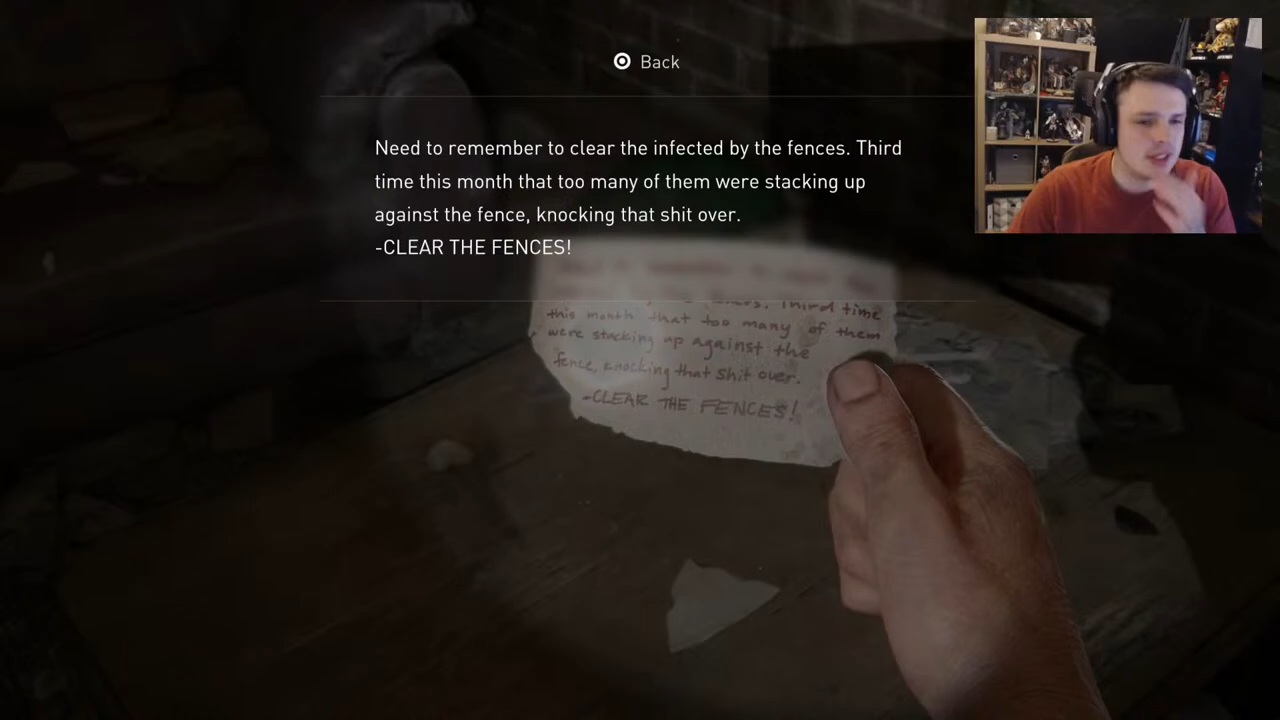 Back
Need to remember to clear the infected by the fences. Third
time this month that too many of them were stacking up
against the fence, knocking that shit over.
-CLEAR THE FENCES!
Third time
this month that too many of them
were stacking up against the
fence, knocking that shit over.
-CLEAR THE FENCES!